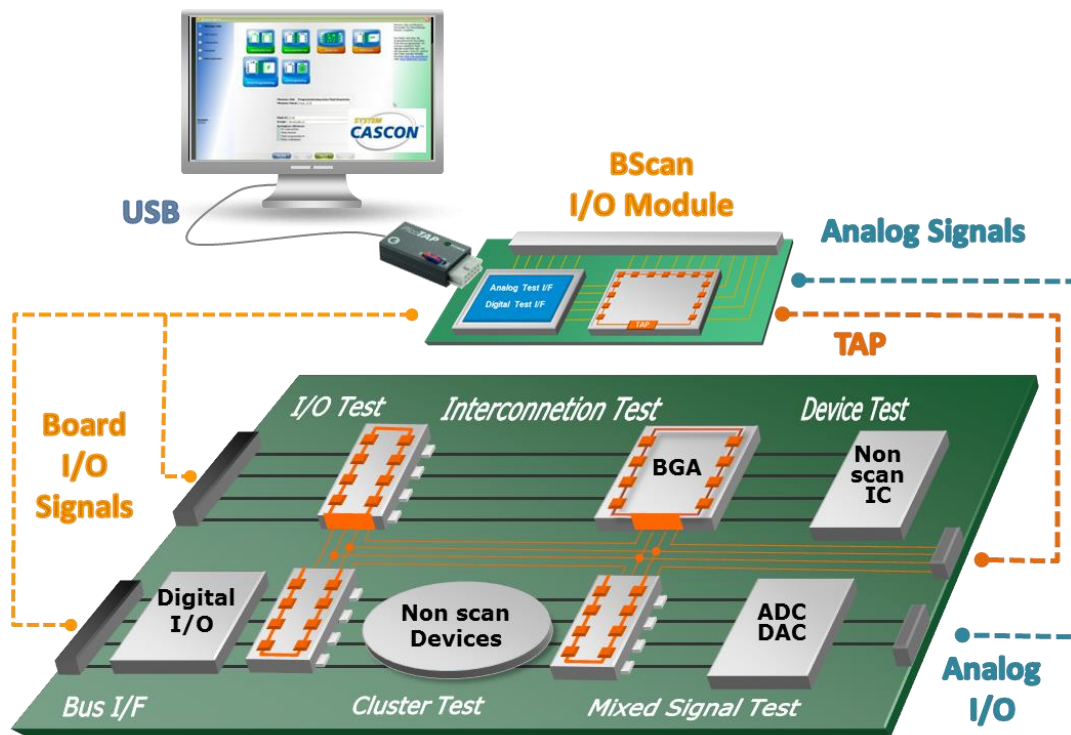 SYSTEM
CASCON
USB
BScan
I/O Module
Analog Signals
PicoTAP
Analog Test I/F
Digital Test I/F
TAP
TAP
Board
I/O
Signals
I/O Test
Interconnetion Test
Device Test
BGA
Non
scan
IC
Digital
I/O
Non scan
Devices
ADC
DAC
Bus I/F
Cluster Test
Mixed Signal Test
Analog
I/O